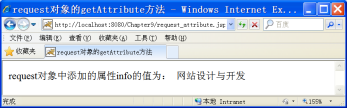 request对象的getAttribute方法 - Windows Internet Ex...
http://localhost:8080/Chapter9/request_attribute.jsp
百度
文件(F) 编辑(E) 查看(V) 收藏夹(A) 工具(T) 帮助(H)
收藏夹 request对象的getAttribute方法
request对象中添加的属性info的值为： 网站设计与开发
完成 本地 Intranet 155%